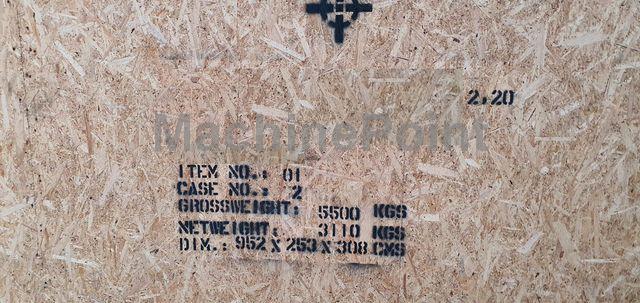 2,20
MachinePoint
ITEM NO.: 01
CASE NO.: 2
GROSSWEIGHT: 5500 KGS
NETWEIGHT: 3110 KGS
DIM.: 952 X 253 X 308 CMS